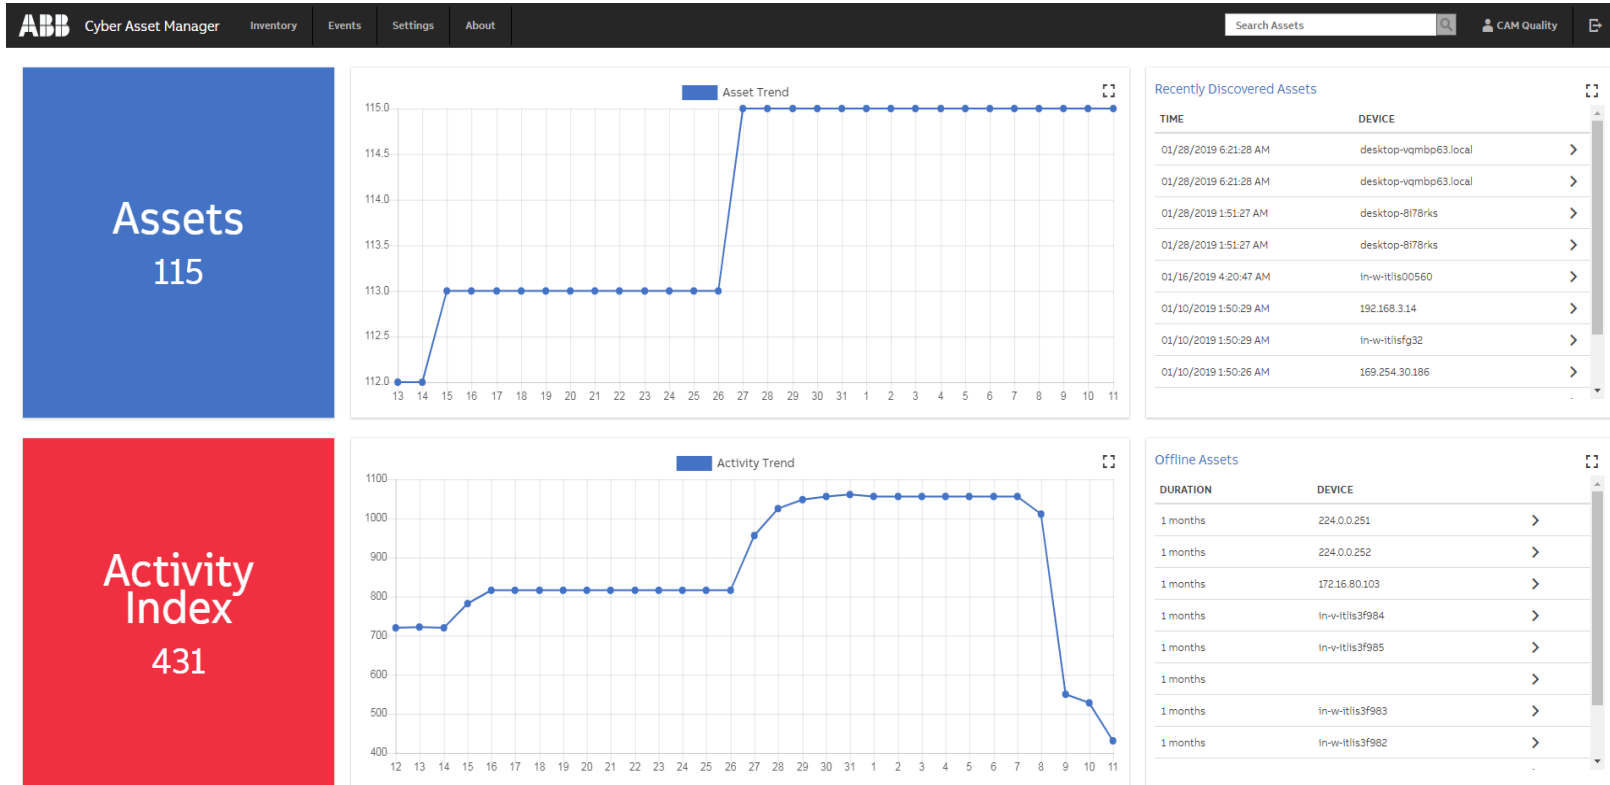 ABB Cyber Asset Manager Inventory Events Settings About Search Assets CAM Quality
Assets
115
Asset Trend
115.0
114.5
114.0
113.5
113.0
112.5
112.0
13 14 15 16 17 18 19 20 21 22 23 24 25 26 27 28 29 30 31 1 2 3 4 5 6 7 8 9 10 11
Recently Discovered Assets
TIME DEVICE
01/28/2019 6:21:28 AM desktop-vqmbp63.local
01/28/2019 6:21:28 AM desktop-vqmbp63.local
01/28/2019 1:51:27 AM desktop-8i78rks
01/28/2019 1:51:27 AM desktop-8i78rks
01/16/2019 4:20:47 AM in-w-itlis00560
01/10/2019 1:50:29 AM 192.168.3.14
01/10/2019 1:50:29 AM in-w-itlisfg32
01/10/2019 1:50:26 AM 169.254.30.186
Activity
Index
431
Activity Trend
1100
1000
900
800
700
600
500
400
12 13 14 15 16 17 18 19 20 21 22 23 24 25 26 27 28 29 30 31 1 2 3 4 5 6 7 8 9 10 11
Offline Assets
DURATION DEVICE
1 months 224.0.0.251
1 months 224.0.0.252
1 months 172.16.80.103
1 months in-v-itlis3f984
1 months in-v-itlis3f985
1 months
1 months in-w-itlis3f983
1 months in-w-itlis3f982